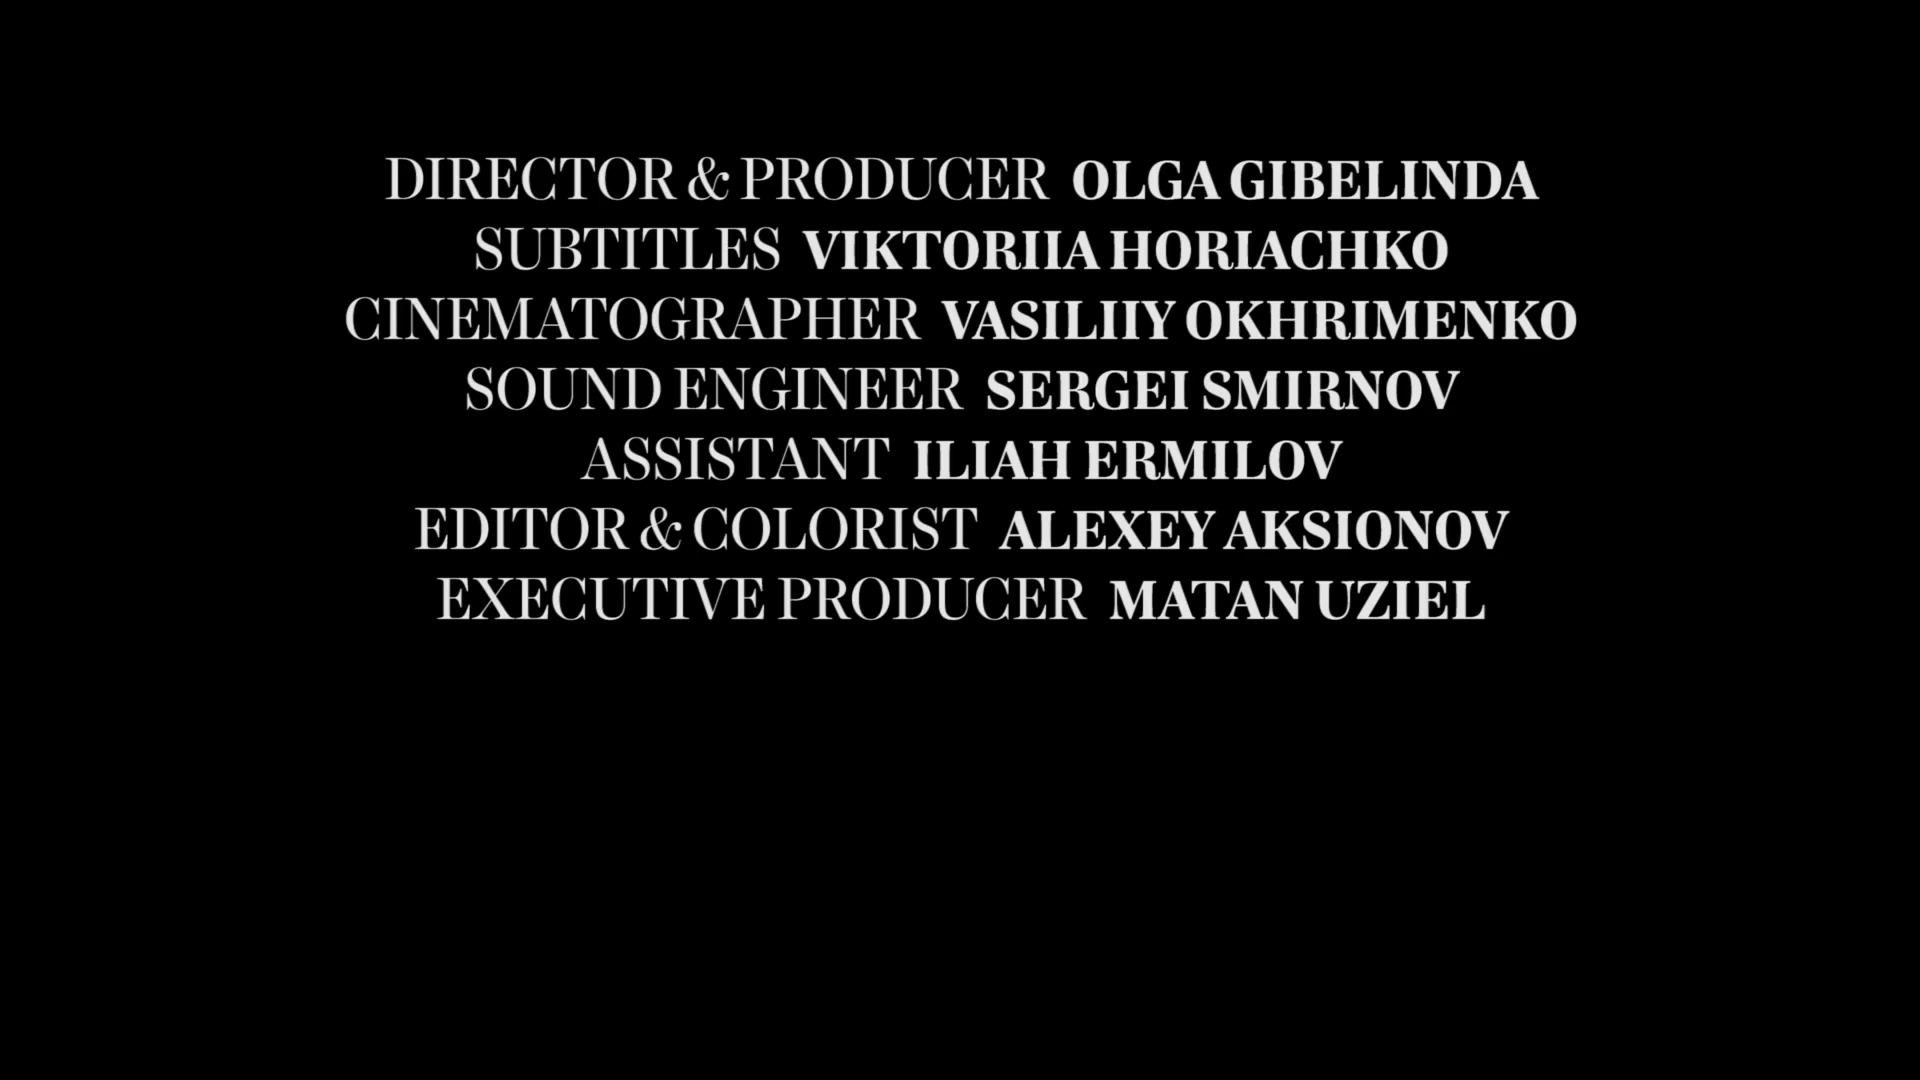 DIRECTOR & PRODUCER OLGA GIBELINDA
SUBTITLES VIKTORIIA HORIACHKO
CINEMATOGRAPHER VASILIIY OKHRIMENKO
SOUND ENGINEER SERGEI SMIRNOV
ASSISTANT ILIAH ERMILOV
EDITOR & COLORIST ALEXEY AKSIONOV
EXECUTIVE PRODUCER MATAN UZIEL